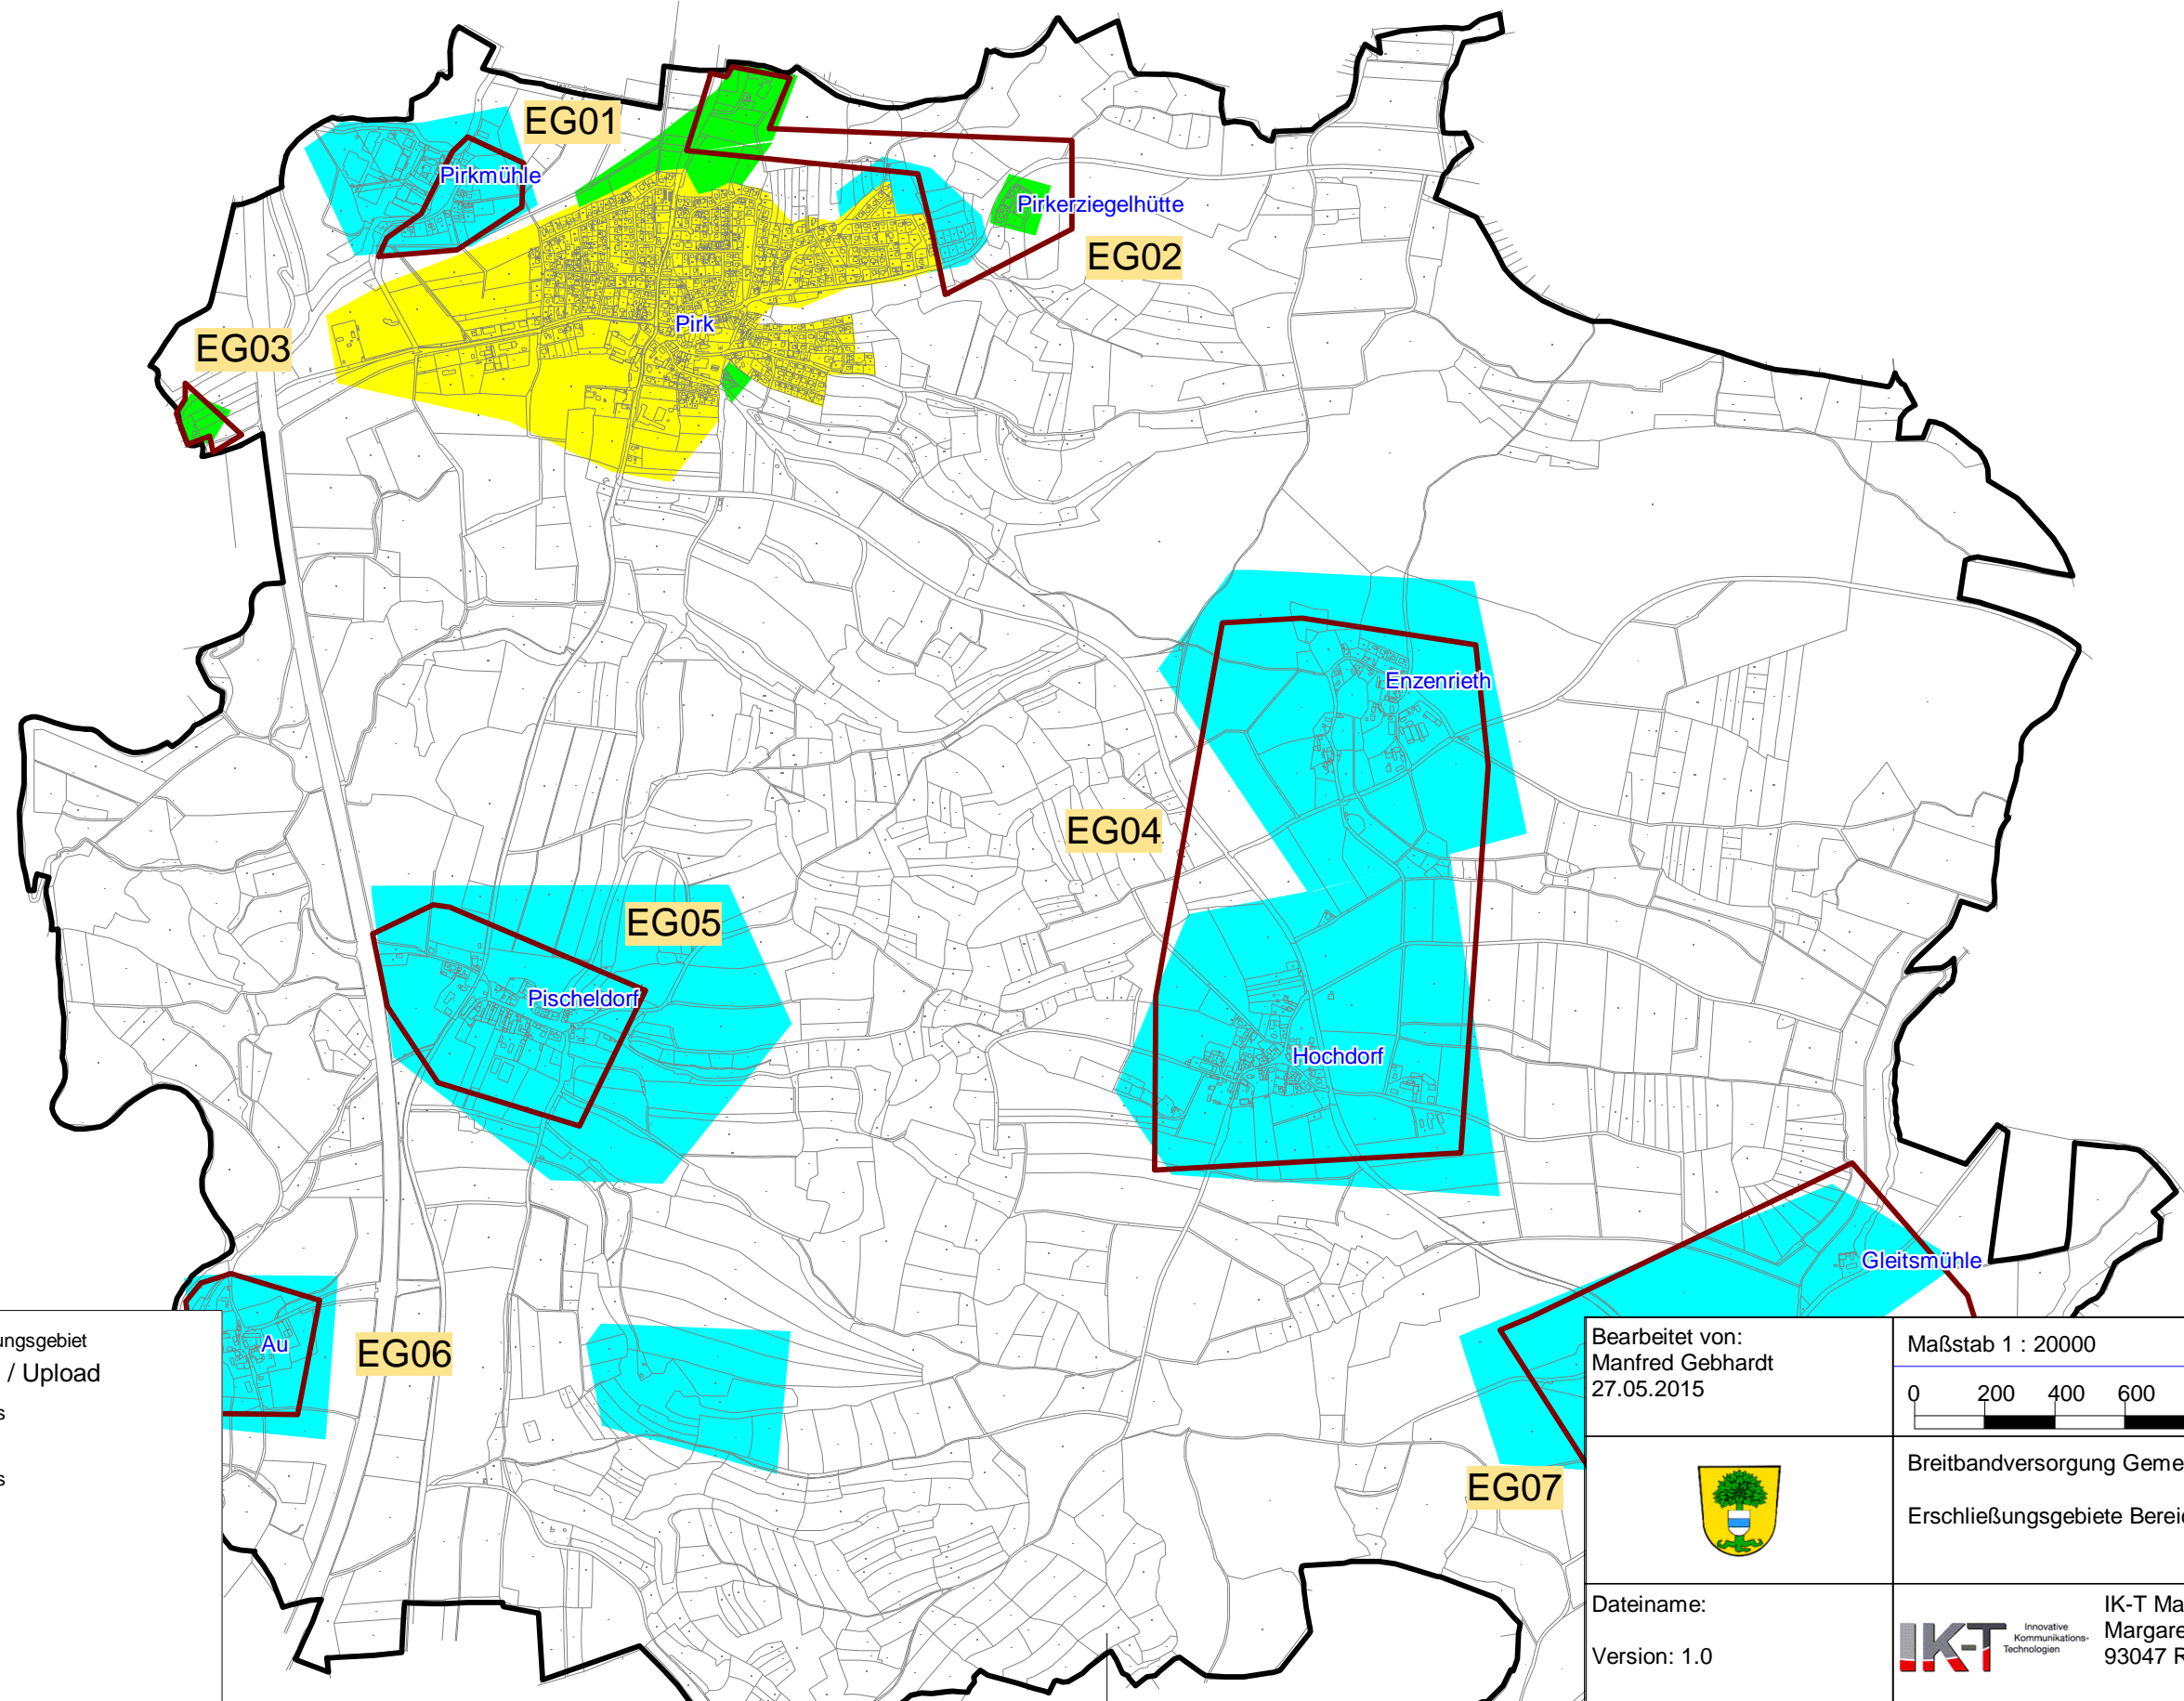 EG01
Pirkmühle
Pirkerziegelhütte
EG02
Pirk
EG03
Enzenrieth
EG04
EG05
Pischeldorf
Hochdorf
Gleitsmühle
Au
EG06
EG07
ungsgebiet
/ Upload
s
s
Bearbeitet von:
Manfred Gebhardt
27.05.2015
Maßstab 1 : 20000
0 200 400 600
Breitbandversorgung Geme
Erschließungsgebiete Bereic
Dateiname:
Version: 1.0
IK-T
Innovative
Kommunikations-
Technologien
IK-T Ma
Margare
93047 R